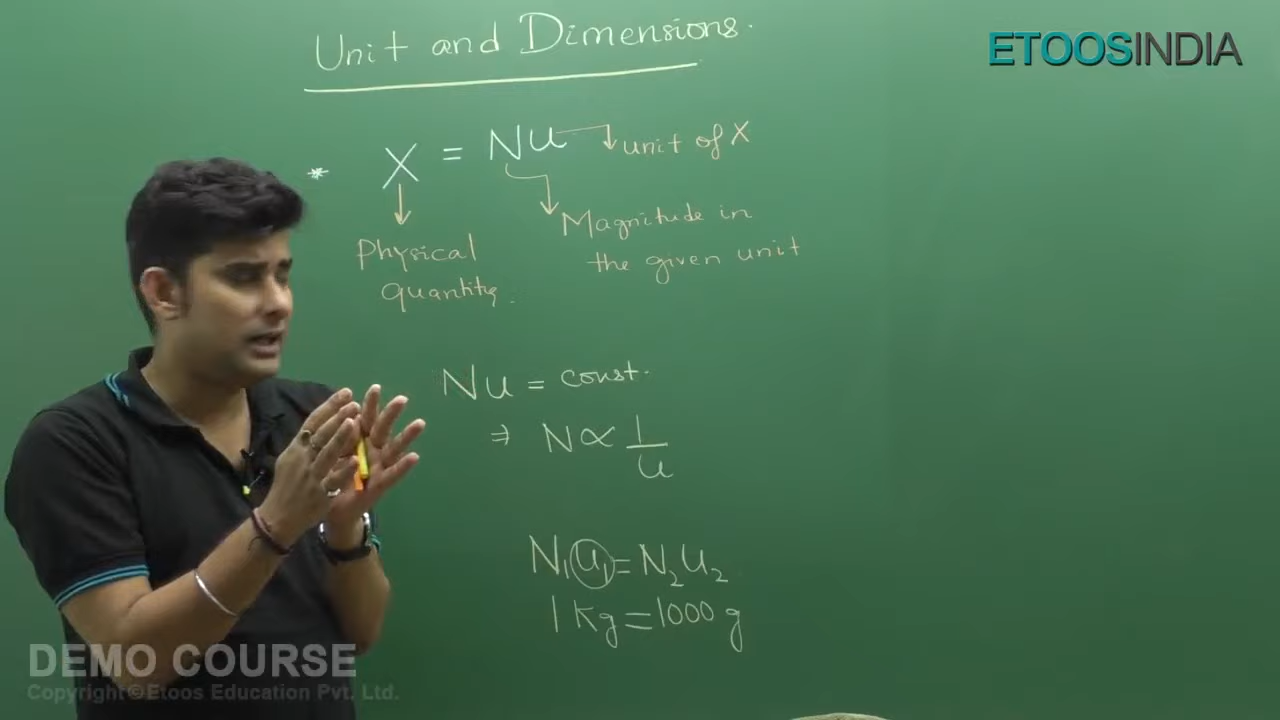 Unit and Dimensions.
ETOOSINDIA
* X = Nu → unit of X
Magnitude in
the given unit
Physical
quantity.
Nu = const.
⇒ N ∝ 1/u
N₁u₁ = N₂u₂
1 Kg = 1000 g
DEMO COURSE
Copyright © Etoos Education Pvt. Ltd.